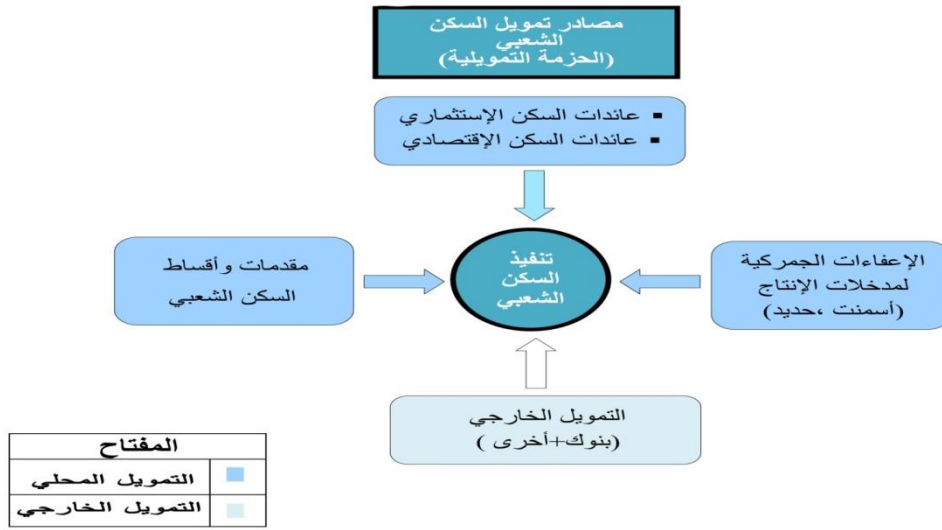 مصادر تمويل السكن
الشعبي
(الحزمة التمويلية)
▪ عائدات السكن الإستثماري
▪ عائدات السكن الإقتصادي
تنفيذ
السكن
الشعبي
الإعفاءات الجمركية
لمدخلات الإنتاج
(أسمنت ،حديد)
مقدمات وأقساط
السكن الشعبي
التمويل الخارجي
(بنوك+أخرى )
المفتاح
التمويل المحلي
التمويل الخارجي